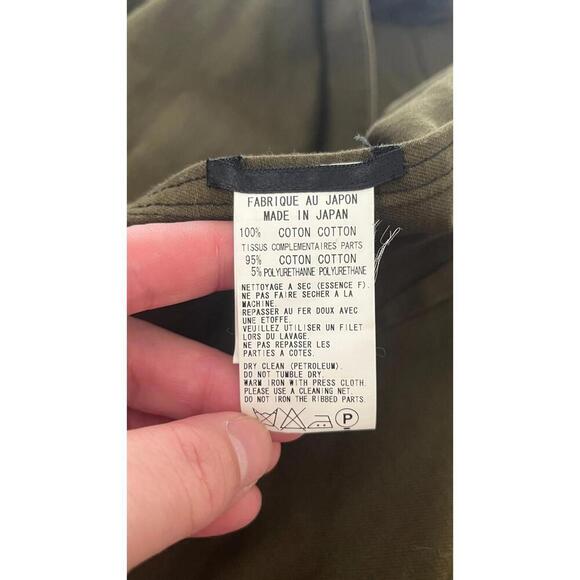 FABRIQUE AU JAPON
MADE IN JAPAN
100% COTON COTTON
TISSUS COMPLEMENTAIRES PARTS
95% COTON COTTON
5% POLYURETHANNE POLYURETHANE
NETTOYAGE A SEC (ESSENCE F).
NE PAS FAIRE SECHER A LA
MACHINE.
REPASSER AU FER DOUX AVEC
UNE ETOFFE.
VEUILLEZ UTILISER UN FILET
LORS DU LAVAGE.
NE PAS REPASSER LES
PARTIES A COTES.
DRY CLEAN (PETROLEUM).
DO NOT TUMBLE DRY.
WARM IRON WITH PRESS CLOTH.
PLEASE USE A CLEANING NET.
DO NOT IRON THE RIBBED PARTS.
P